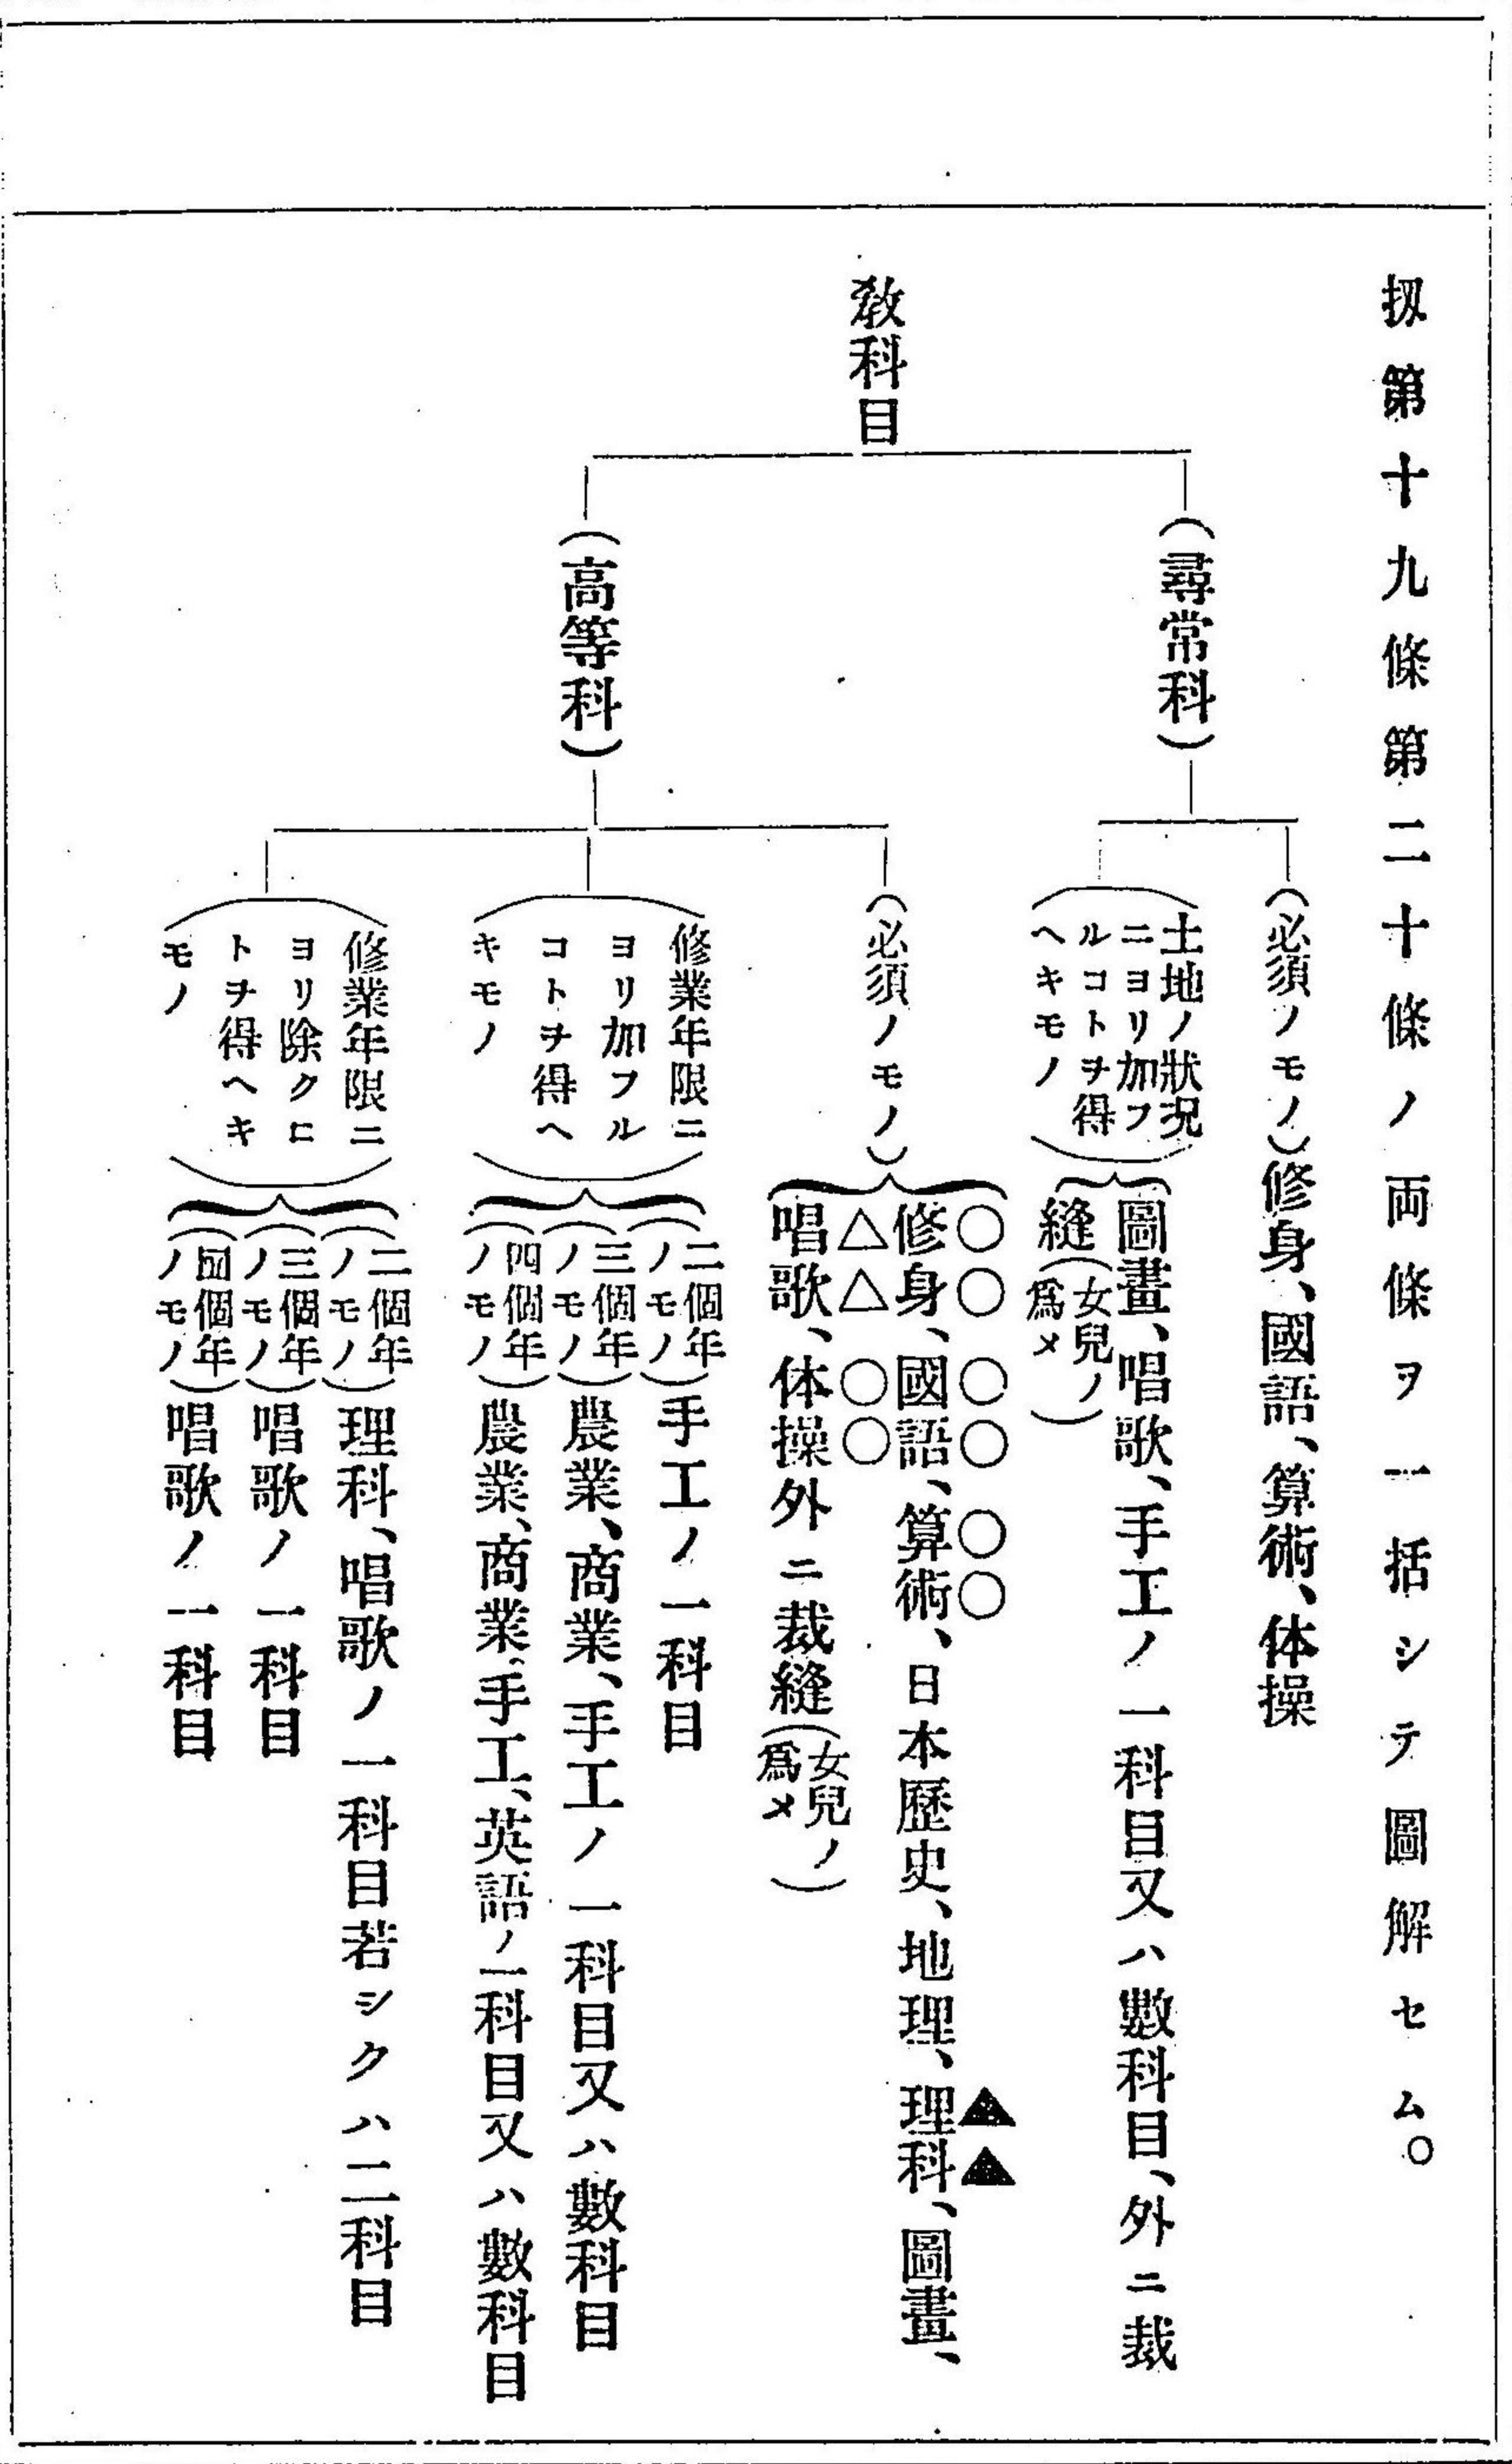 扨第十九條第二十條ノ両條ヲ一括シテ圖解セム。
教科目
(尋常科)
(必須ノモノ)修身、國語、算術、体操
(土地ノ狀況
ニヨリ加フ
ルコトヲ得
ヘキモノ)
圖畫、唱歌、手工ノ一科目又ハ數科目、外ニ裁
縫(女兒ノ爲メ)
(高等科)
(必須ノモノ)
○○ ○○ ○○ ▲▲
修身、國語、算術、日本歷史、地理、理科、圖畫、
△△ ○○
唱歌、体操外ニ裁縫(女兒ノ爲メ)
(修業年限ニ
ヨリ加フル
コトヲ得ヘ
キモノ)
(二個年ノモノ)手工ノ一科目
(三個年ノモノ)農業、商業、手工ノ一科目又ハ數科目
(四個年ノモノ)農業、商業、手工、英語ノ一科目又ハ數科目
(修業年限ニ
ヨリ除クコ
トヲ得ヘキ
モノ)
(二個年ノモノ)理科、唱歌ノ一科目若シクハ二科目
(三個年ノモノ)唱歌ノ一科目
(四個年ノモノ)唱歌ノ一科目